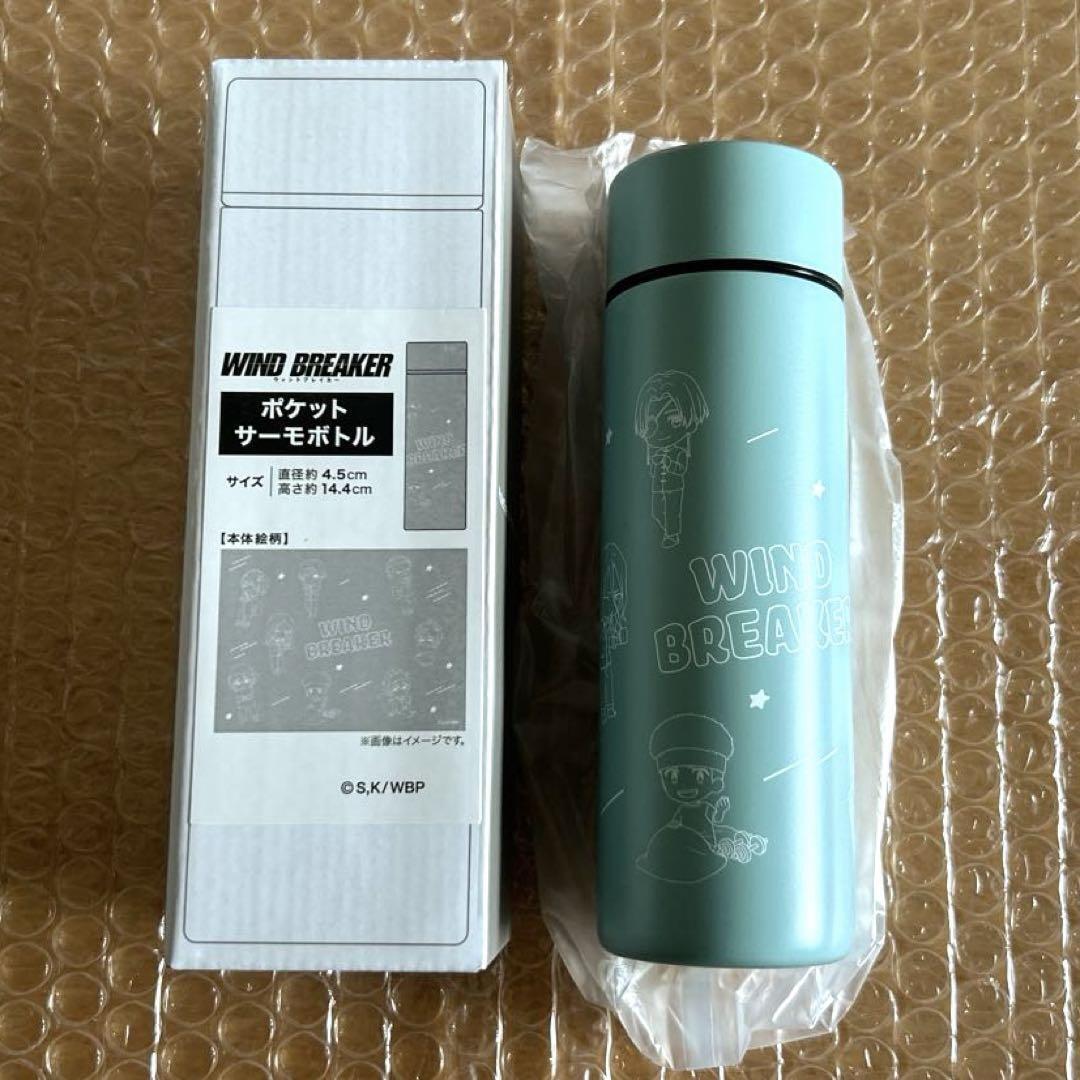 WIND BREAKER
ウィンドブレイカー
ポケット
サーモボトル
サイズ
直径約 4.5cm
高さ約 14.4cm
WIND
BREAKER
【本体絵柄】
WIND
BREAKER
※画像はイメージです。
©S,K/WBP
WIND
BREAKER